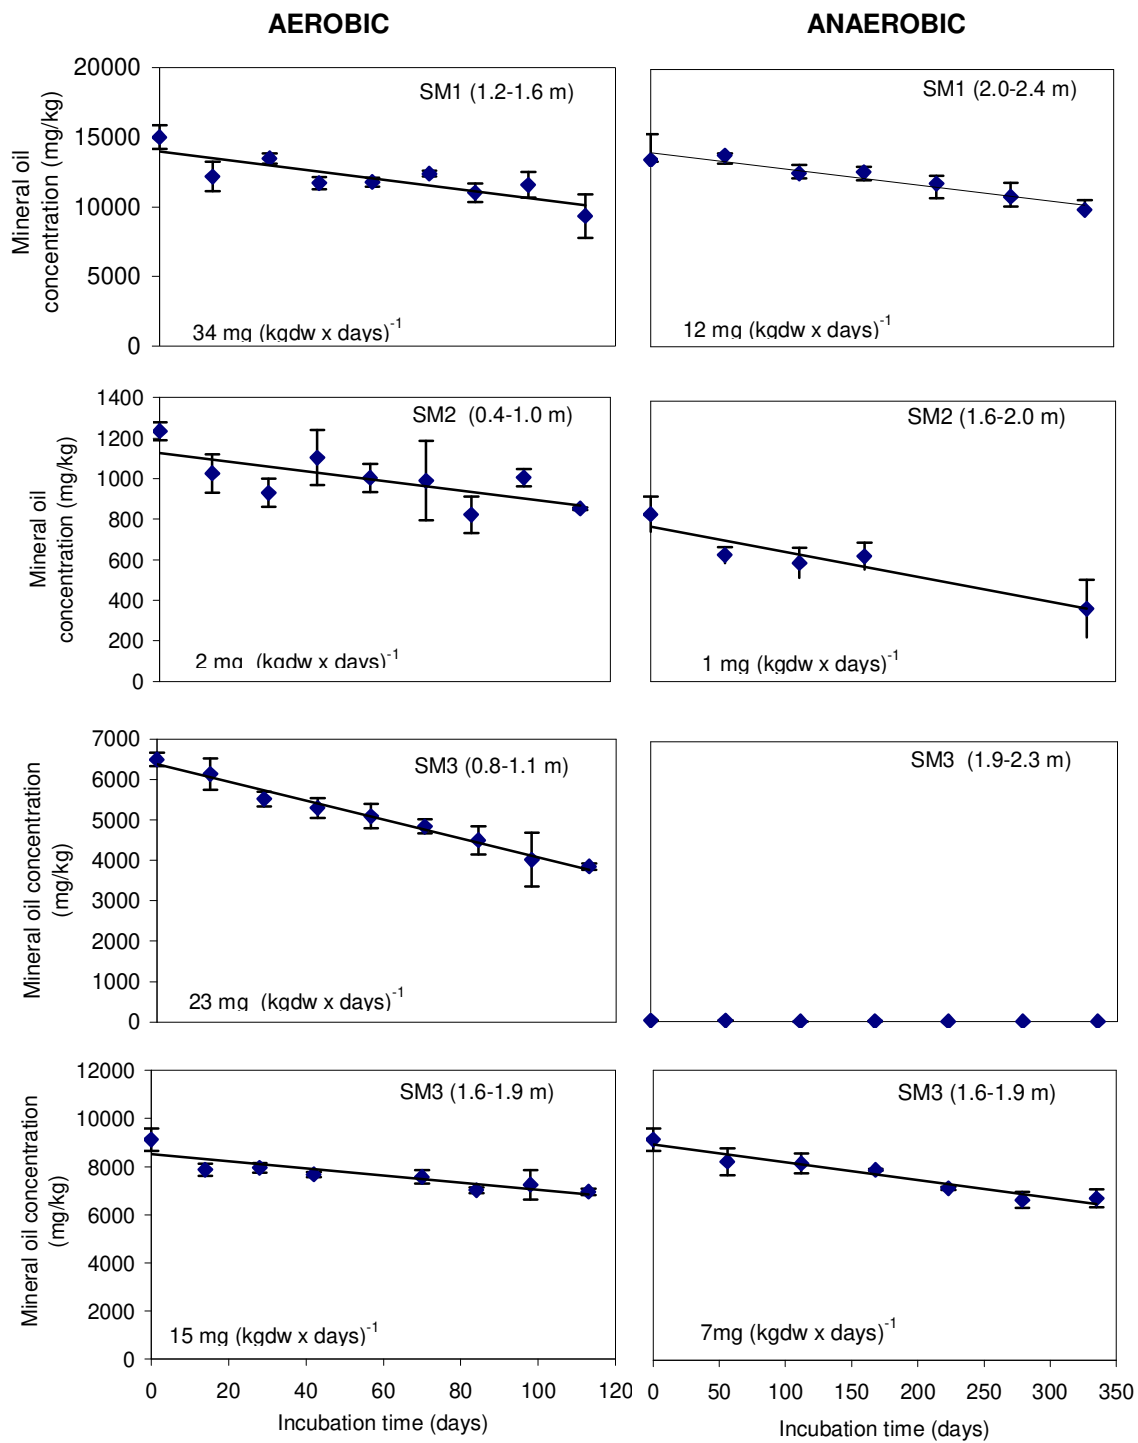 AEROBIC
ANAEROBIC
Mineral oil
concentration (mg/kg)
20000
15000
10000
5000
0
SM1 (1.2-1.6 m)
34 mg (kgdw x days)-1
SM1 (2.0-2.4 m)
12 mg (kgdw x days)-1
Mineral oil
concentration (mg/kg)
1400
1200
1000
800
600
400
200
0
SM2 (0.4-1.0 m)
2 mg (kgdw x days)-1
SM2 (1.6-2.0 m)
1 mg (kgdw x days)-1
Mineral oil concentration
(mg/kg)
7000
6000
5000
4000
3000
2000
1000
0
SM3 (0.8-1.1 m)
23 mg (kgdw x days)-1
SM3 (1.9-2.3 m)
Mineral oil concentration
(mg/kg)
12000
10000
8000
6000
4000
2000
0
SM3 (1.6-1.9 m)
15 mg (kgdw x days)-1
0 20 40 60 80 100 120
Incubation time (days)
SM3 (1.6-1.9 m)
7mg (kgdw x days)-1
0 50 100 150 200 250 300 350
Incubation time (days)